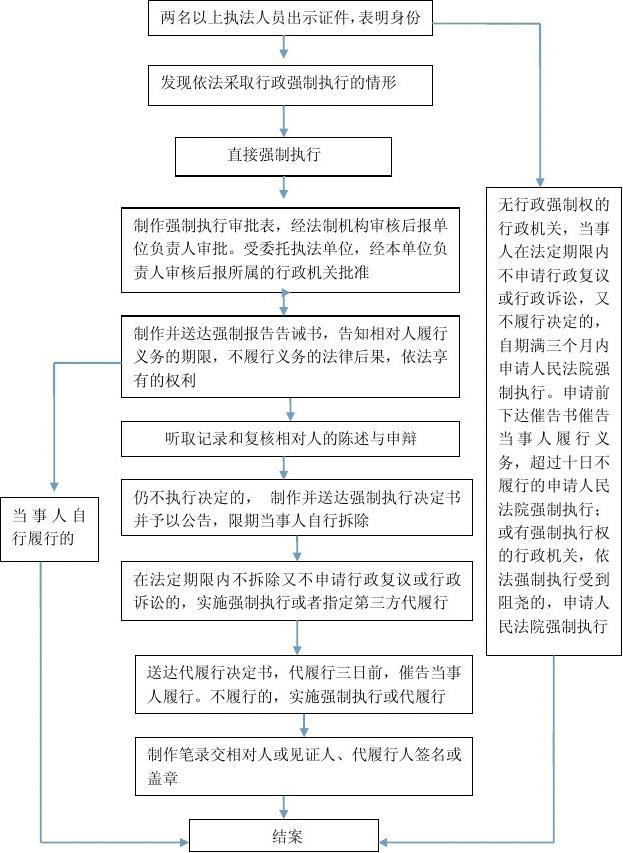 两名以上执法人员出示证件，表明身份
发现依法采取行政强制执行的情形
直接强制执行
制作强制执行审批表，经法制机构审核后报单
位负责人审批。受委托执法单位，经本单位负
责人审核后报所属的行政机关批准
制作并送达强制报告告诫书，告知相对人履行
义务的期限，不履行义务的法律后果，依法享
有的权利
听取记录和复核相对人的陈述与申辩
当事人自
行履行的
仍不执行决定的， 制作并送达强制执行决定书
并予以公告，限期当事人自行拆除
在法定期限内不拆除又不申请行政复议或行政
诉讼的，实施强制执行或者指定第三方代履行
送达代履行决定书，代履行三日前，催告当事
人履行。不履行的，实施强制执行或代履行
制作笔录交相对人或见证人、代履行人签名或
盖章
无行政强制权的
行政机关，当事
人在法定期限内
不申请行政复议
或行政诉讼，又
不履行决定的，
自期满三个月内
申请人民法院强
制执行。申请前
下达催告书催告
当事人履行义
务，超过十日不
履行的申请人民
法院强制执行；
或有强制执行权
的行政机关，依
法强制执行受到
阻尧的，申请人
民法院强制执行
结案